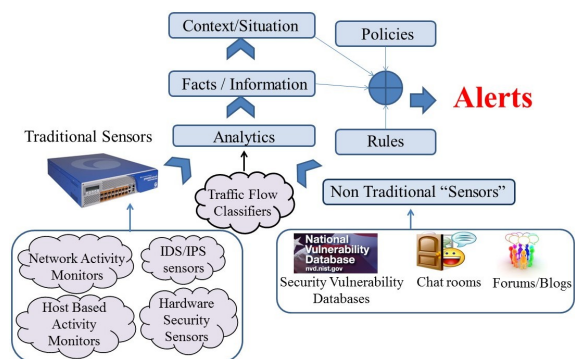 Context/Situation
Policies
Facts / Information
Alerts
Traditional Sensors
Analytics
Rules
Traffic Flow
Classifiers
Non Traditional “Sensors”
Network Activity
Monitors
IDS/IPS
sensors
Host Based
Activity
Monitors
Hardware
Security
Sensors
National
Vulnerability
Database
nvd.nist.gov
Security Vulnerability
Databases
Chat rooms
Forums/Blogs